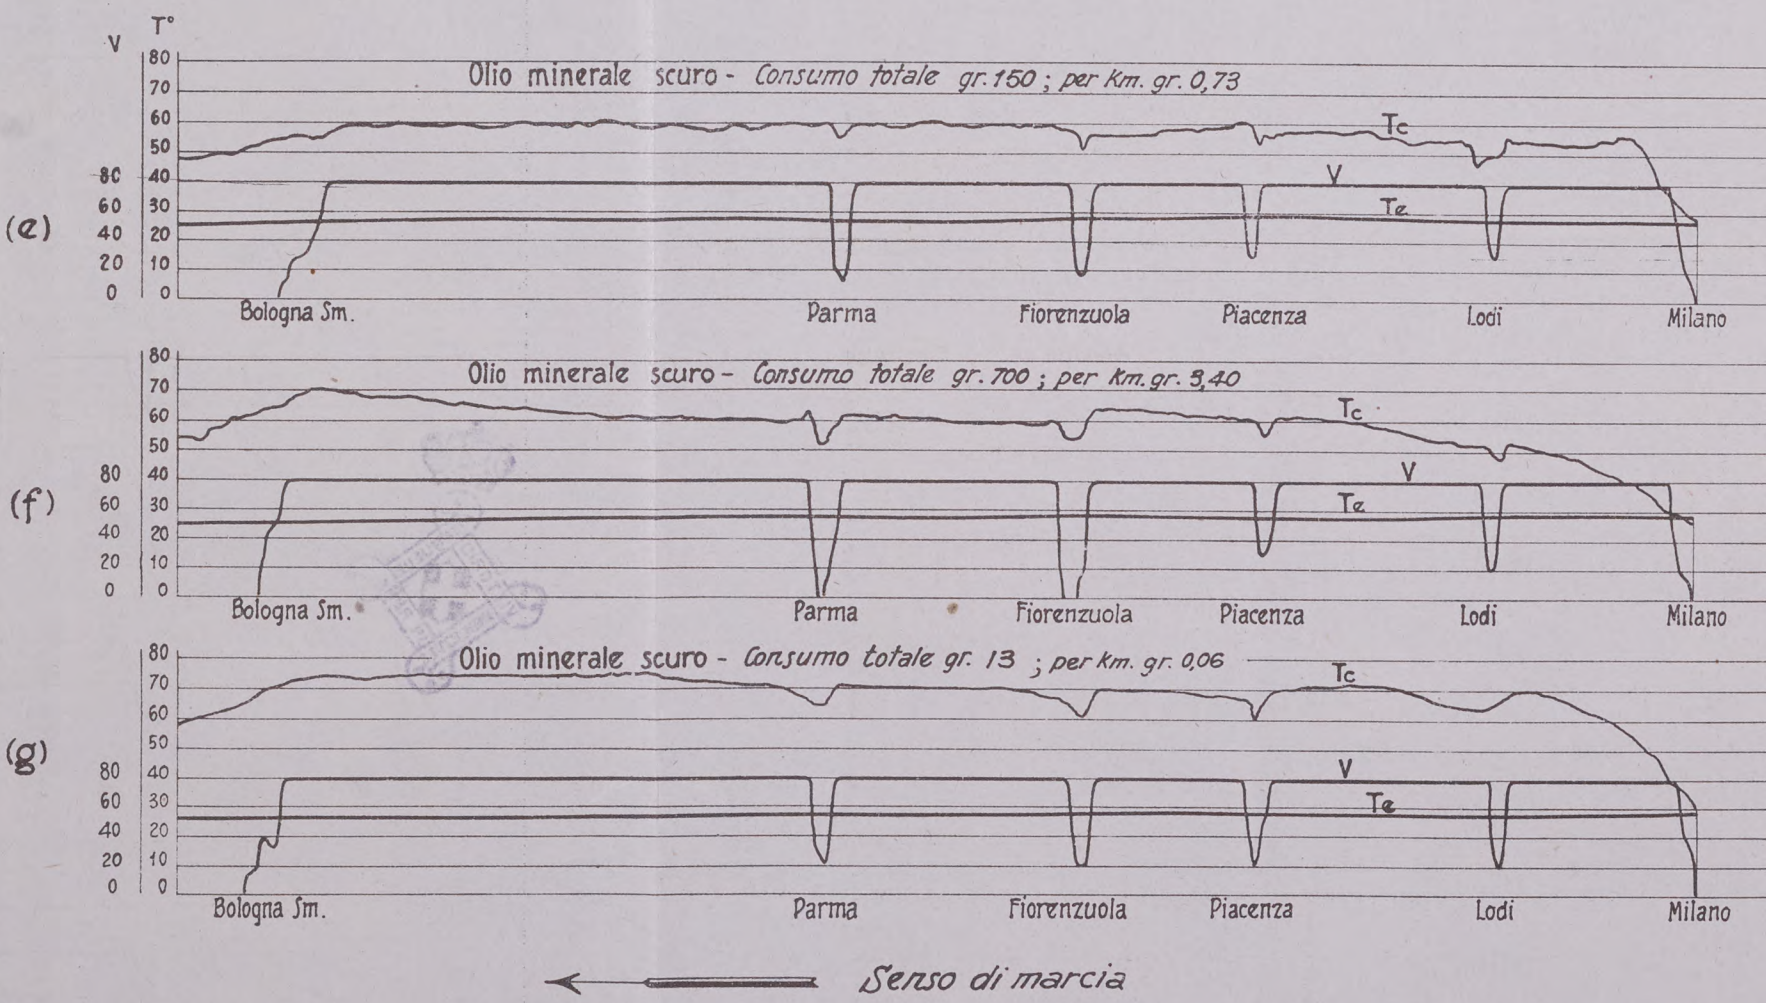 V T°
80
Olio minerale scuro - Consumo totale gr. 150 ; per Km. gr. 0,73
70
60
Tc
50
80 40
V
60 30
Te
(e)
40 20
20 10
0 0
Bologna Sm. Parma Fiorenzuola Piacenza Lodi Milano
80
Olio minerale scuro - Consumo totale gr. 700 ; per Km. gr. 3,40
70
Tc
60
50
80 40
V
60 30
Te
(f)
40 20
20 10
0 0
Bologna Sm. Parma Fiorenzuola Piacenza Lodi Milano
80
Olio minerale scuro - Consumo totale gr. 13 ; per Km. gr. 0,06
Tc
70
60
(g)
50
80 40
V
60 30
Te
40 20
20 10
0 0
Bologna Sm. Parma Fiorenzuola Piacenza Lodi Milano
Senso di marcia